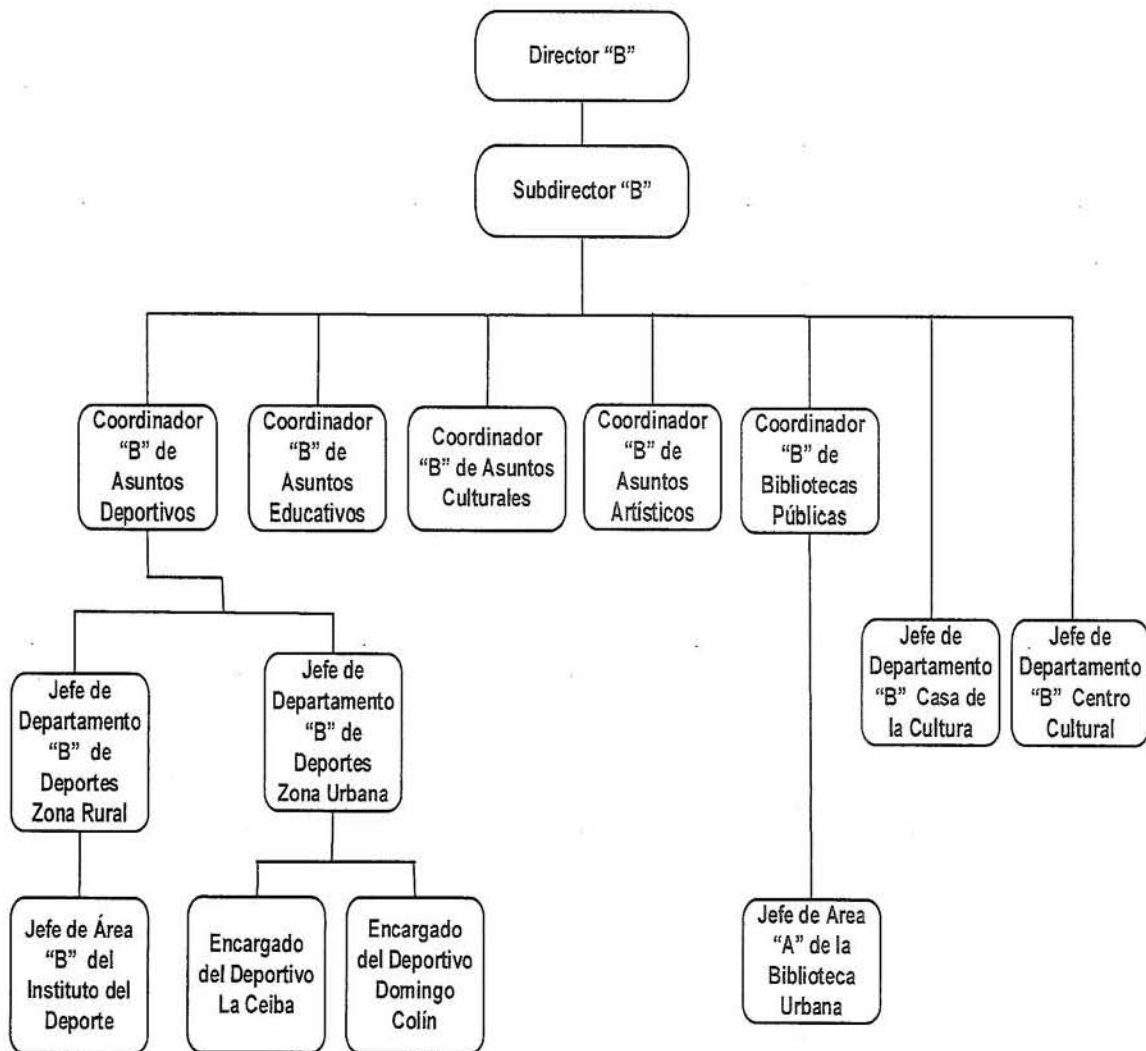 Director “B”
Subdirector “B”
Coordinador
“B” de
Asuntos
Deportivos
Coordinador
“B” de
Asuntos
Educativos
Coordinador
“B” de Asuntos
Culturales
Coordinador
“B” de
Asuntos
Artísticos
Coordinador
“B” de
Bibliotecas
Públicas
Jefe de
Departamento
“B” de
Deportes
Zona Rural
Jefe de
Departamento
“B” de
Deportes
Zona Urbana
Jefe de
Departamento
“B” Casa de
la Cultura
Jefe de
Departamento
“B” Centro
Cultural
Jefe de Área
“B” del
Instituto del
Deporte
Encargado
del Deportivo
La Ceiba
Encargado
del Deportivo
Domingo
Colín
Jefe de Area
“A” de la
Biblioteca
Urbana